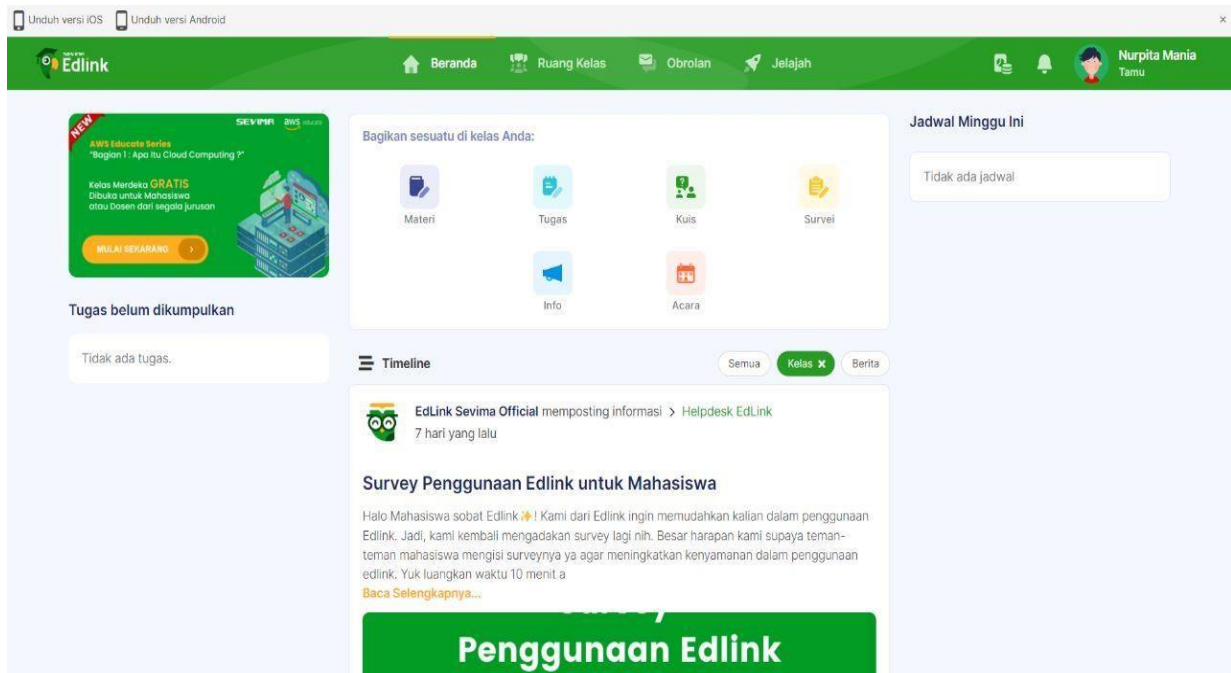 Unduh versi iOS Unduh versi Android ×
SEVIMA
Edlink
Beranda Ruang Kelas Obrolan Jelajah
Nurpita Mania
Tamu
NEW
SEVIMA aws educate
AWS Educate Series
"Bagian 1 : Apa Itu Cloud Computing ?"
Kelas Merdeka GRATIS
Dibuka untuk Mahasiswa
atau Dosen dari segala jurusan
MULAI SEKARANG
Tugas belum dikumpulkan
Tidak ada tugas.
Bagikan sesuatu di kelas Anda:
Materi Tugas Kuis Survei
Info Acara
Timeline Semua Kelas × Berita
EdLink Sevima Official memposting informasi > Helpdesk EdLink
7 hari yang lalu
Survey Penggunaan Edlink untuk Mahasiswa
Halo Mahasiswa sobat Edlink✨! Kami dari Edlink ingin memudahkan kalian dalam penggunaan
Edlink. Jadi, kami kembali mengadakan survey lagi nih. Besar harapan kami supaya teman-
teman mahasiswa mengisi surveynya ya agar meningkatkan kenyamanan dalam penggunaan
edlink. Yuk luangkan waktu 10 menit a
Baca Selengkapnya...
Survey
Penggunaan Edlink
Jadwal Minggu Ini
Tidak ada jadwal